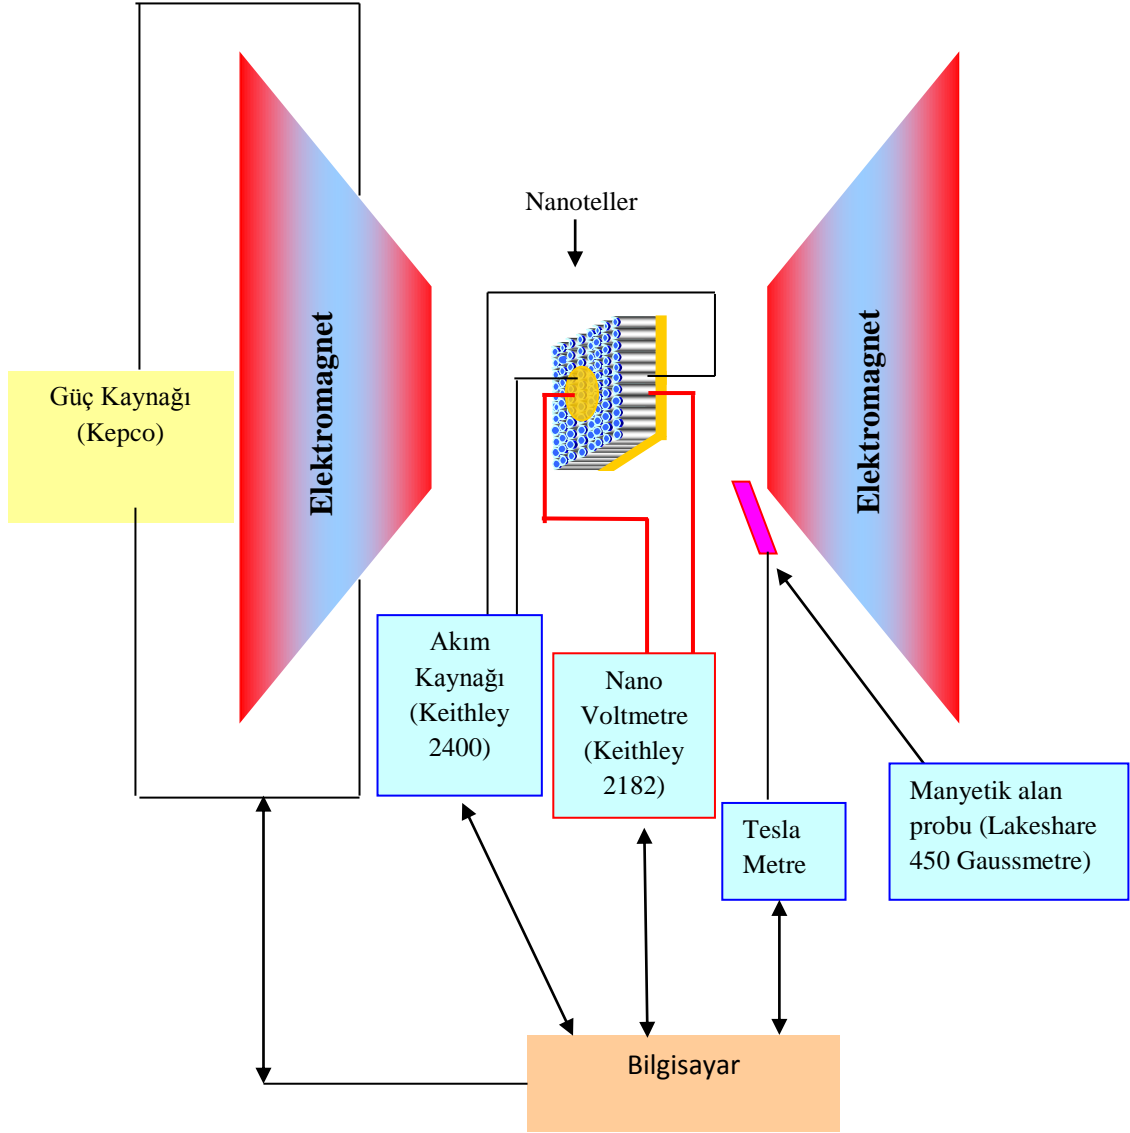 Nanoteller
Elektromagnet
Elektromagnet
Güç Kaynağı
(Kepco)
Akım
Kaynağı
(Keithley
2400)
Nano
Voltmetre
(Keithley
2182)
Tesla
Metre
Manyetik alan
probu (Lakeshare
450 Gaussmetre)
Bilgisayar